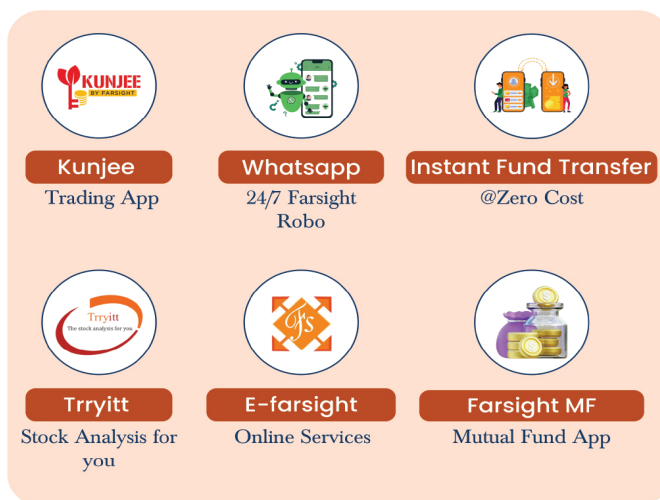 KUNJEE
BY FARSIGHT
Kunjee
Trading App
Whatsapp
24/7 Farsight
Robo
Instant Fund Transfer
@Zero Cost
Trryitt
The stock analysis for you
Trryitt
Stock Analysis for
you
Fs
E-farsight
Online Services
Farsight MF
Mutual Fund App